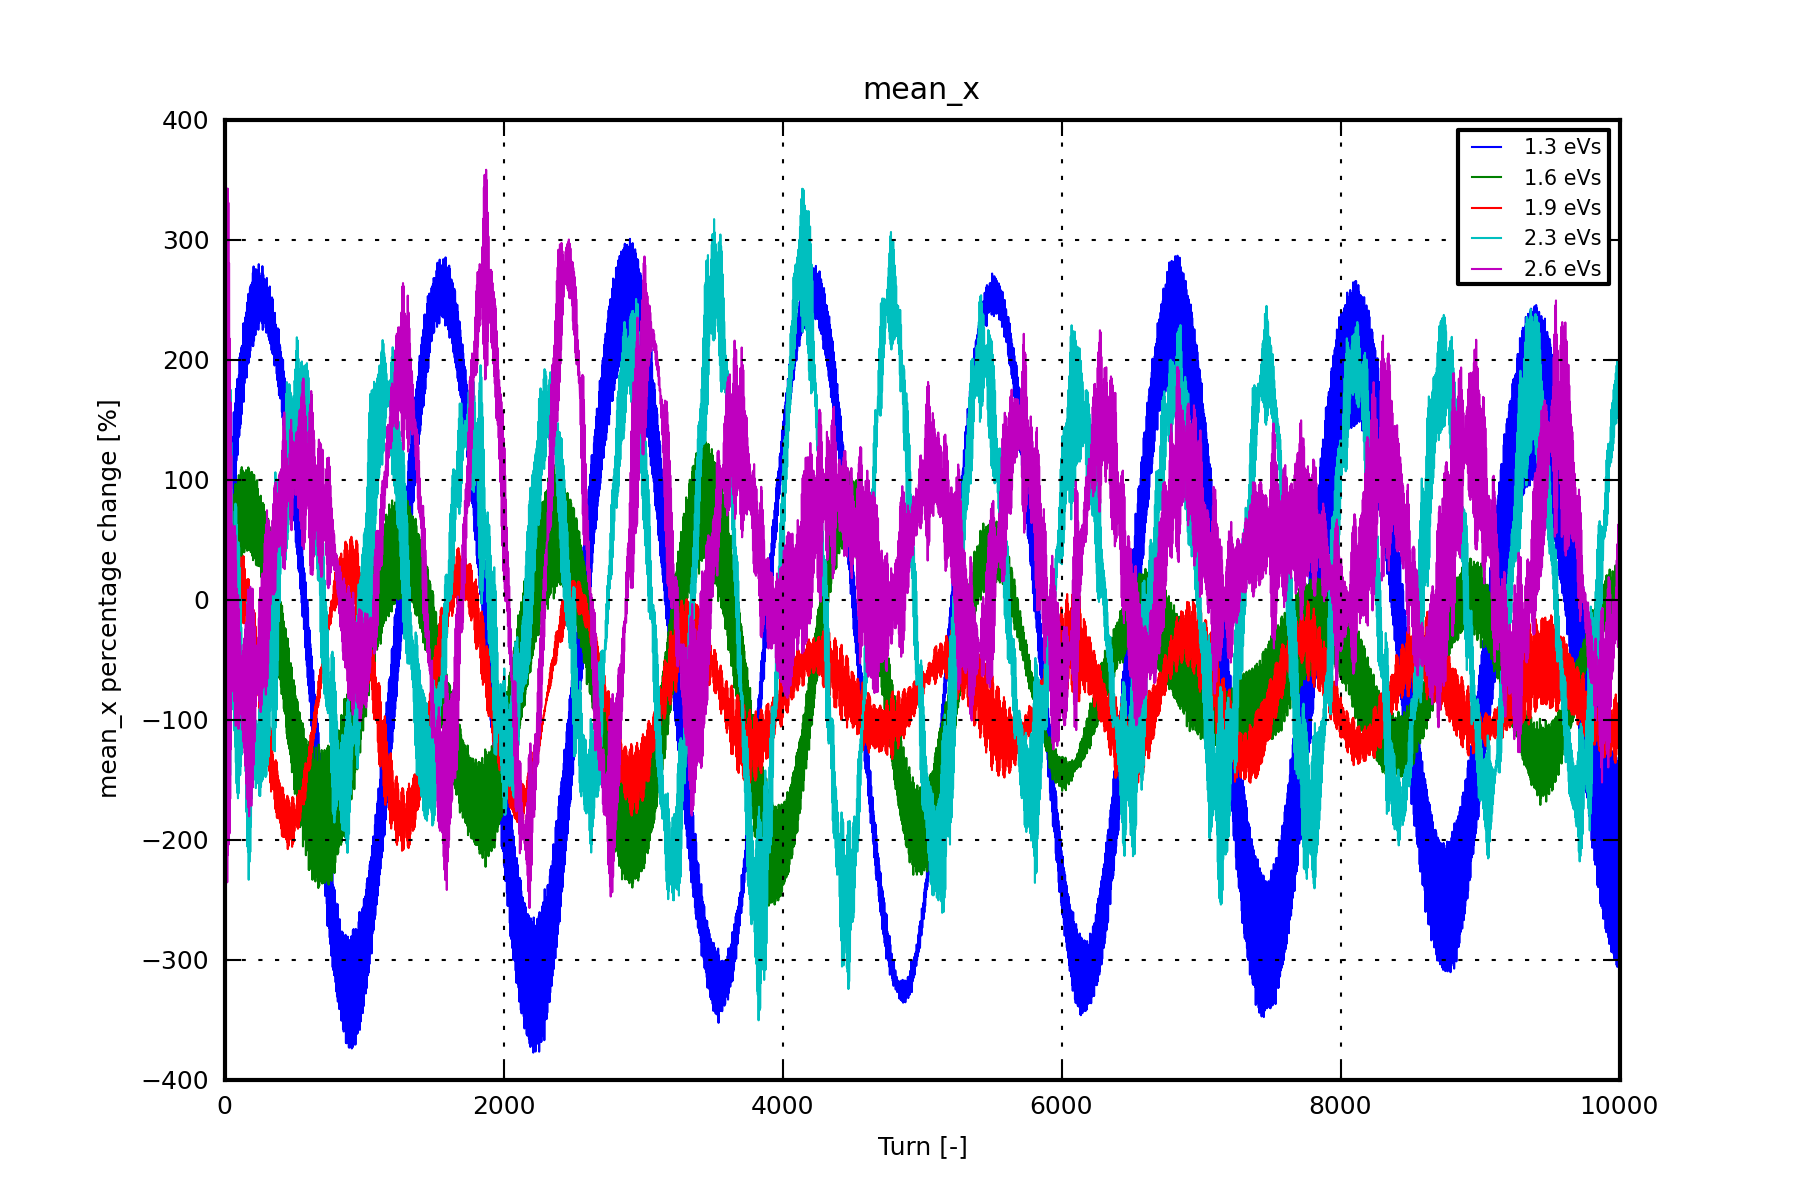 mean_x
400
300
200
100
0
−100
−200
−300
−400
mean_x percentage change [%]
1.3 eVs
1.6 eVs
1.9 eVs
2.3 eVs
2.6 eVs
0 2000 4000 6000 8000 10000
Turn [-]